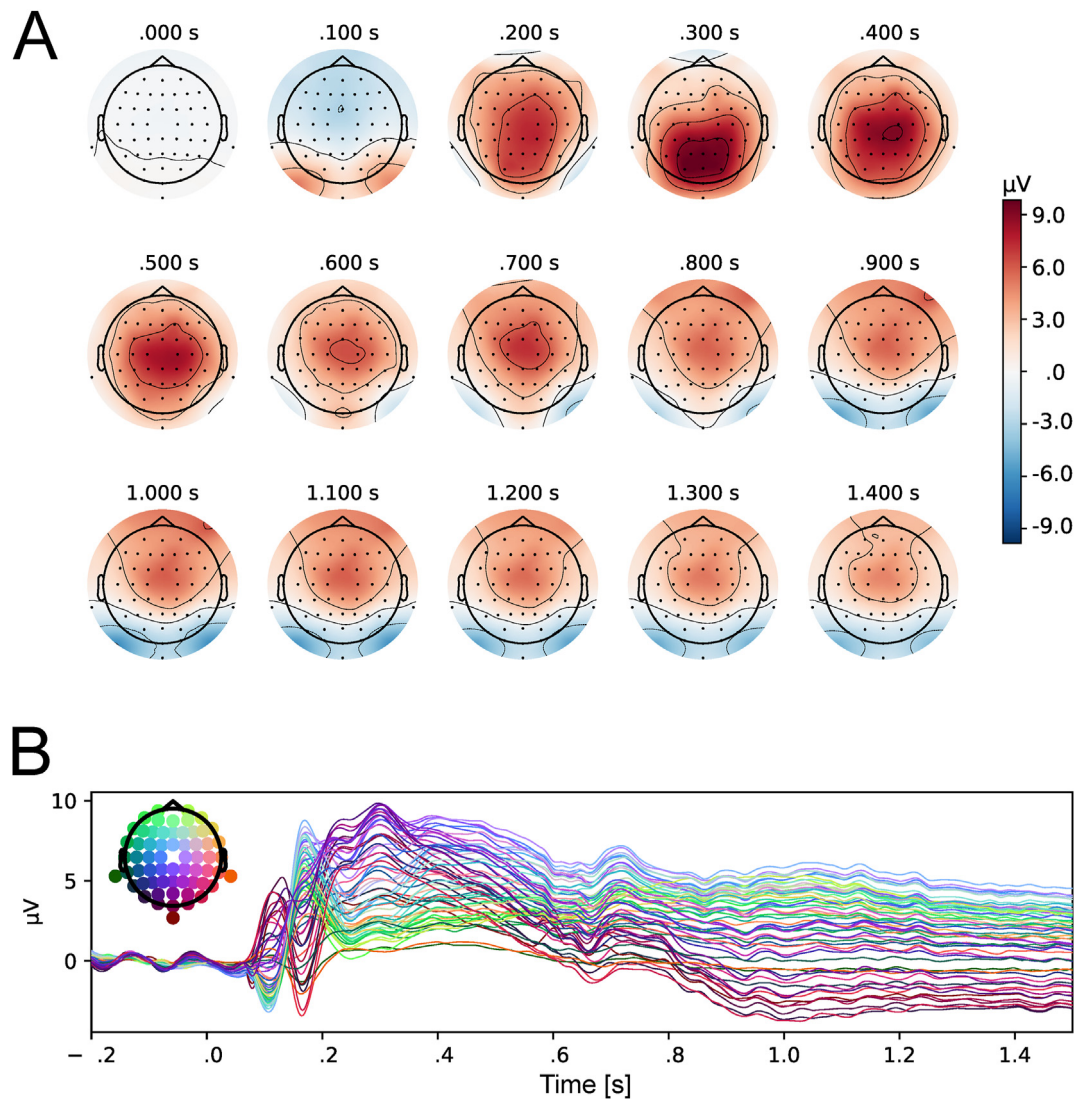 A
.000 s .100 s .200 s .300 s .400 s
µV
9.0
.500 s .600 s .700 s .800 s .900 s
6.0
3.0
.0
-3.0
-6.0
1.000 s 1.100 s 1.200 s 1.300 s 1.400 s
-9.0
B
10
5
0
µV
− .2 .0 .2 .4 .6 .8 1.0 1.2 1.4
Time [s]